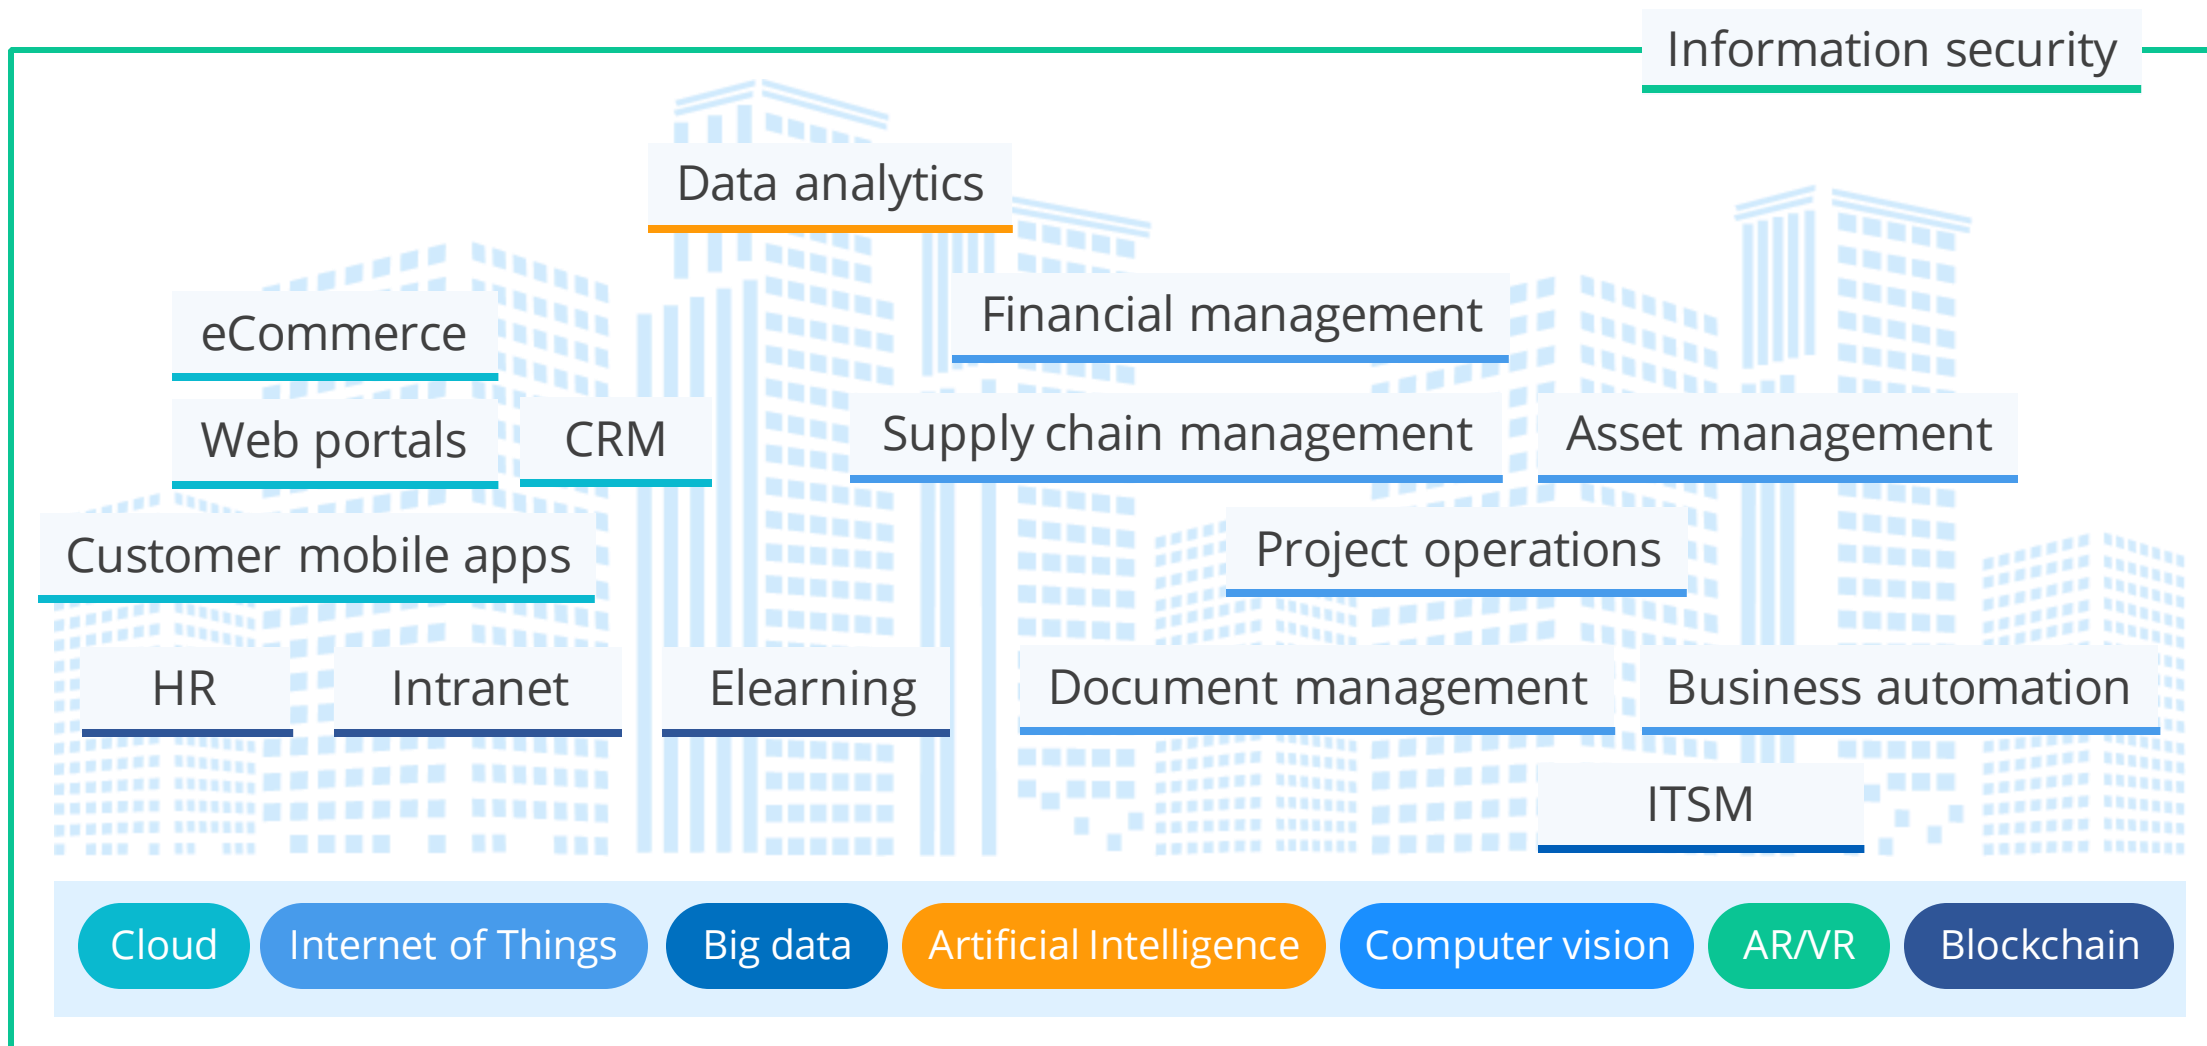 Information security
Data analytics
eCommerce
Financial management
Web portals
CRM
Supply chain management
Asset management
Customer mobile apps
Project operations
HR
Intranet
Elearning
Document management
Business automation
ITSM
Cloud
Internet of Things
Big data
Artificial Intelligence
Computer vision
AR/VR
Blockchain